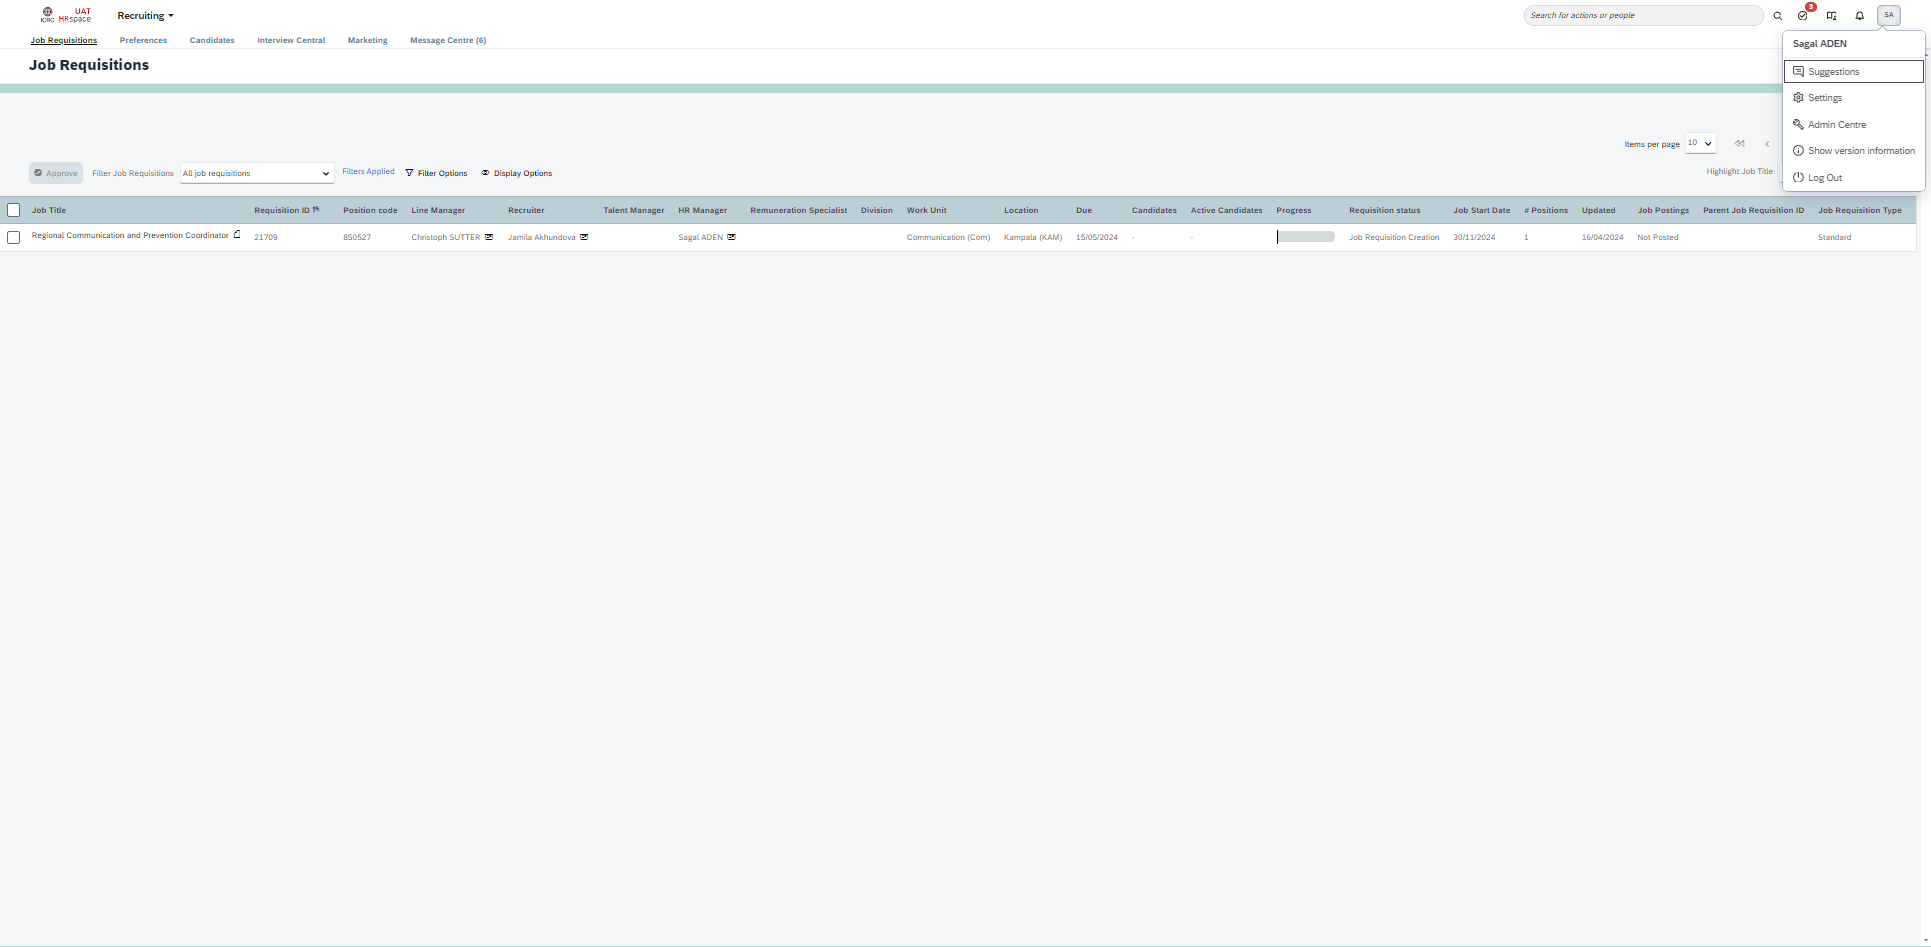 ICRC UAT HRspace Recruiting Search for actions or people 3 SA
Job Requisitions Preferences Candidates Interview Central Marketing Message Centre (6)
Job Requisitions
Sagal ADEN
Suggestions
Settings
Admin Centre
Show version information
Log Out
Items per page 10
Approve Filter Job Requisitions All job requisitions Filters Applied Filter Options Display Options Highlight Job Title
Job Title Requisition ID Position code Line Manager Recruiter Talent Manager HR Manager Remuneration Specialist Division Work Unit Location Due Candidates Active Candidates Progress Requisition status Job Start Date # Positions Updated Job Postings Parent Job Requisition ID Job Requisition Type
Regional Communication and Prevention Coordinator 21709 850527 Christoph SUTTER Jamila Akhundova Sagal ADEN Communication (Com) Kampala (KAM) 15/05/2024 - - Job Requisition Creation 30/11/2024 1 16/04/2024 Not Posted Standard